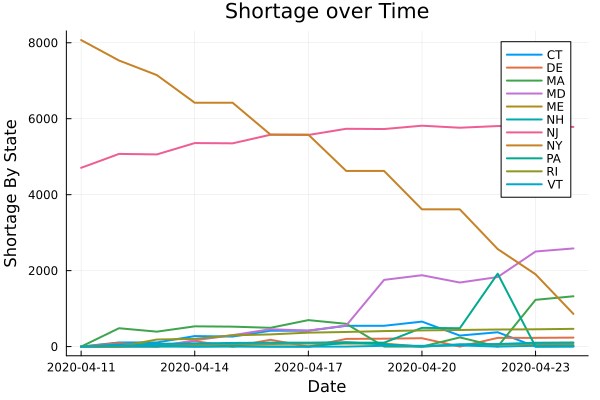 Shortage over Time
8000
6000
4000
2000
0
Shortage By State
CT
DE
MA
MD
ME
NH
NJ
NY
PA
RI
VT
2020-04-11 2020-04-14 2020-04-17 2020-04-20 2020-04-23
Date